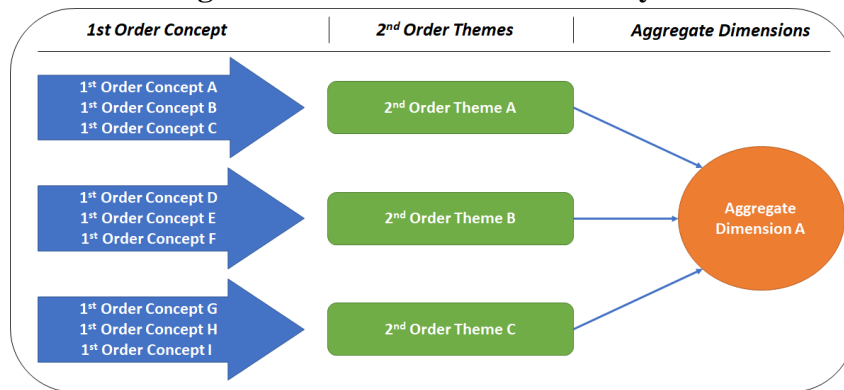 1st Order Concept
2nd Order Themes
Aggregate Dimensions
1st Order Concept A
1st Order Concept B
1st Order Concept C
2nd Order Theme A
1st Order Concept D
1st Order Concept E
1st Order Concept F
2nd Order Theme B
Aggregate
Dimension A
1st Order Concept G
1st Order Concept H
1st Order Concept I
2nd Order Theme C